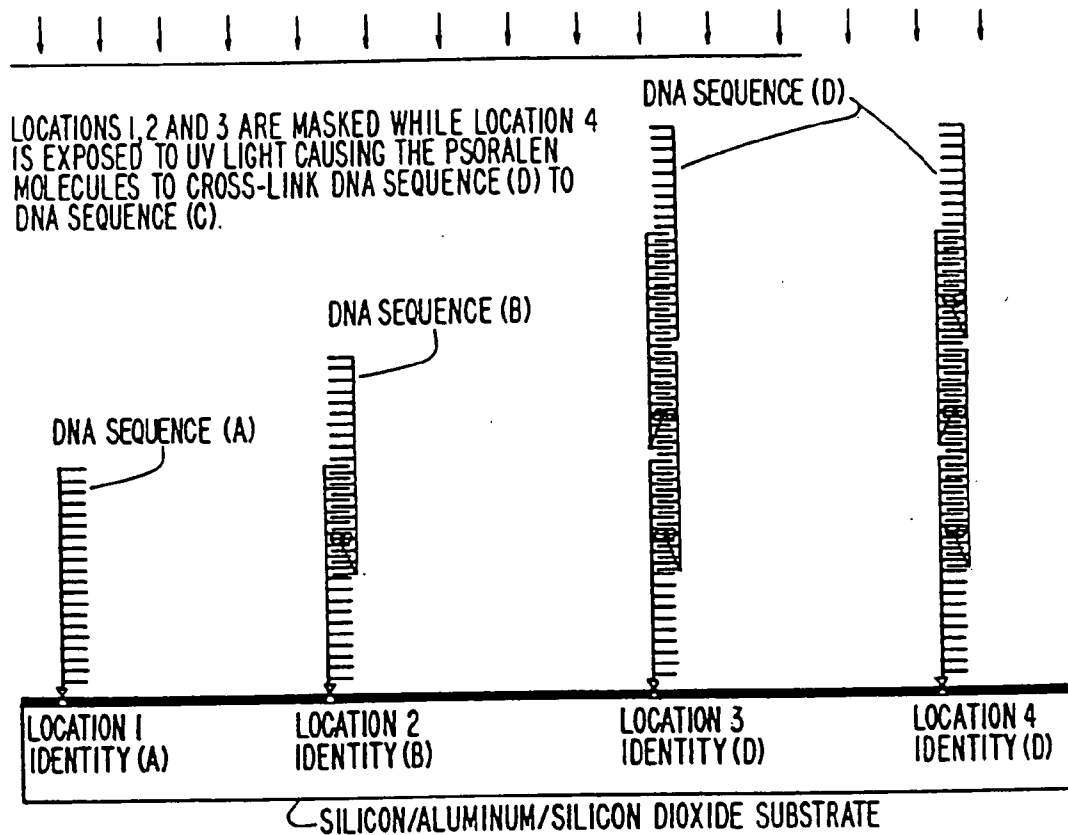 DNA SEQUENCE (D)
LOCATIONS 1, 2 AND 3 ARE MASKED WHILE LOCATION 4
IS EXPOSED TO UV LIGHT CAUSING THE PSORALEN
MOLECULES TO CROSS-LINK DNA SEQUENCE (D) TO
DNA SEQUENCE (C).
DNA SEQUENCE (B)
DNA SEQUENCE (A)
LOCATION 1
IDENTITY (A)
LOCATION 2
IDENTITY (B)
LOCATION 3
IDENTITY (D)
LOCATION 4
IDENTITY (D)
SILICON/ALUMINUM/SILICON DIOXIDE SUBSTRATE